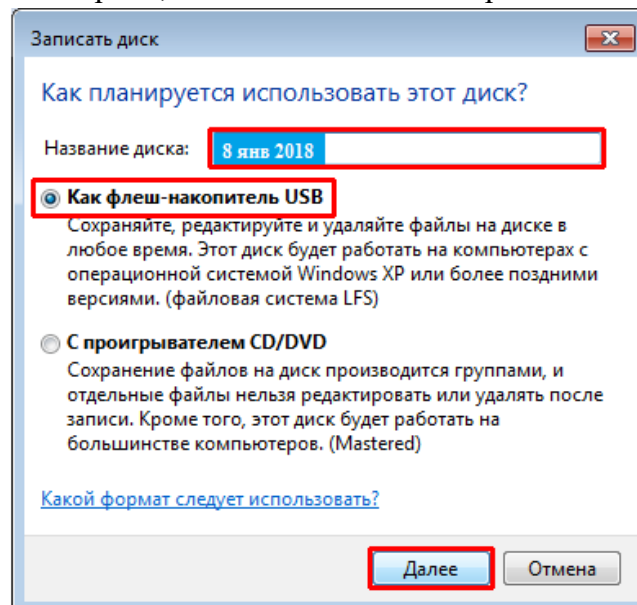 Записать диск
Как планируется использовать этот диск?
Название диска: 8 янв 2018
Как флеш-накопитель USB
Сохраняйте, редактируйте и удаляйте файлы на диске в
любое время. Этот диск будет работать на компьютерах с
операционной системой Windows XP или более поздними
версиями. (файловая система LFS)
С проигрывателем CD/DVD
Сохранение файлов на диск производится группами, и
отдельные файлы нельзя редактировать или удалять после
записи. Кроме того, этот диск будет работать на
большинстве компьютеров. (Mastered)
Какой формат следует использовать?
Далее Отмена